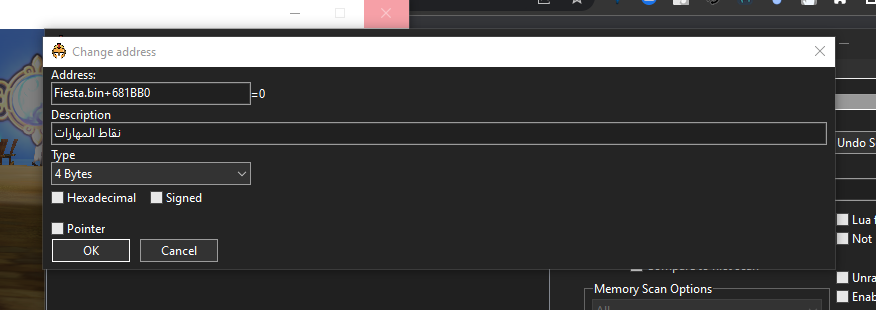 Change address
Address:
Fiesta.bin+681BB0 =0
Description
نقاط المهارات
Type
4 Bytes
Undo S
Hexadecimal Signed
Lua f
Pointer
Not
OK Cancel
Unra
Memory Scan Options
Enab
All